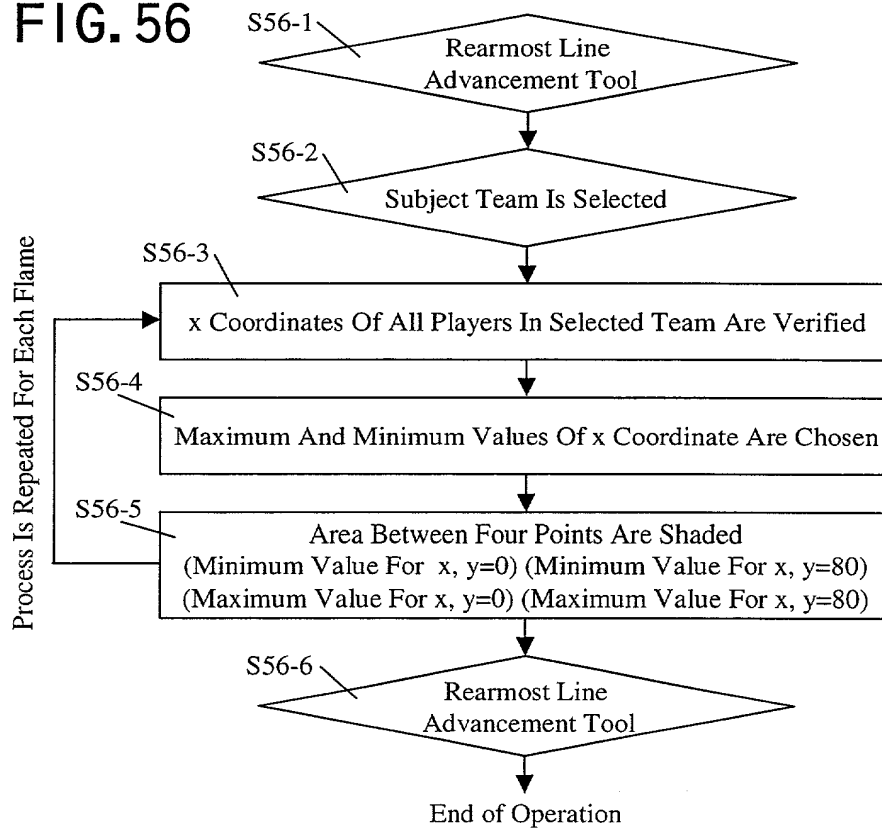 FIG. 56
S56-1
Rearmost Line
Advancement Tool
S56-2
Subject Team Is Selected
S56-3
x Coordinates Of All Players In Selected Team Are Verified
Process Is Repeated For Each Flame
S56-4
Maximum And Minimum Values Of x Coordinate Are Chosen
S56-5
Area Between Four Points Are Shaded
(Minimum Value For x, y=0) (Minimum Value For x, y=80)
(Maximum Value For x, y=0) (Maximum Value For x, y=80)
S56-6
Rearmost Line
Advancement Tool
End of Operation